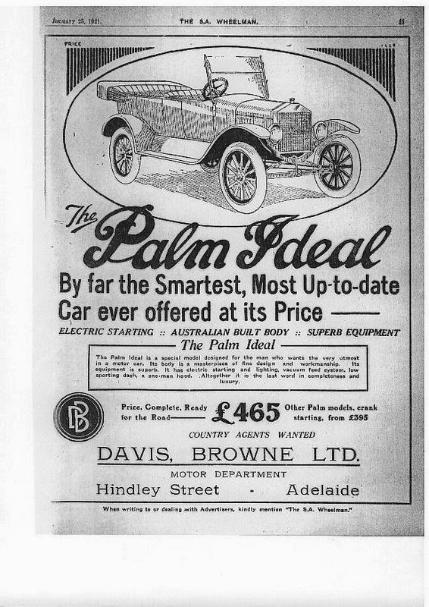 January 25, 1921. THE S.A. WHEELMAN.
PRICE
The
Palm Ideal
By far the Smartest, Most Up-to-date
Car ever offered at its Price ——
ELECTRIC STARTING :: AUSTRALIAN BUILT BODY :: SUPERB EQUIPMENT
The Palm Ideal
The Palm Ideal is a special model designed for the man who wants the very utmost
in a motor car. Its body is a masterpiece of fine design and workmanship. Its
equipment is superb. It has electric starting and lighting, vacuum feed system, low
sporting dash, a one-man hood. Altogether it is the last word in completeness and
luxury.
Price, Complete, Ready
for the Road——
£465
Other Palm models, crank
starting, from £395
COUNTRY AGENTS WANTED
DAVIS, BROWNE LTD.
MOTOR DEPARTMENT
Hindley Street - Adelaide
When writing to or dealing with Advertisers, kindly mention "The S.A. Wheelman."